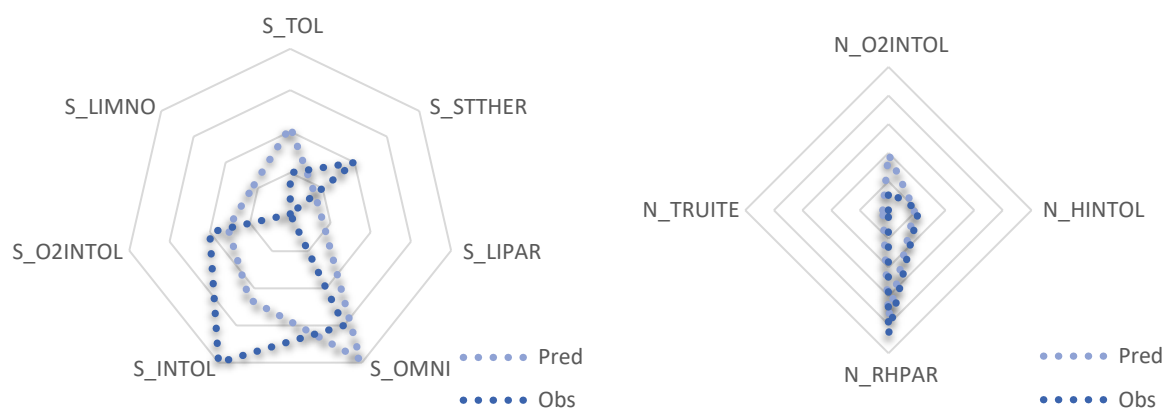 S_TOL
S_STTHER
S_LIPAR
S_OMNI
S_INTOL
S_O2INTOL
S_LIMNO
Pred
Obs
N_O2INTOL
N_HINTOL
N_RHPAR
N_TRUITE
Pred
Obs